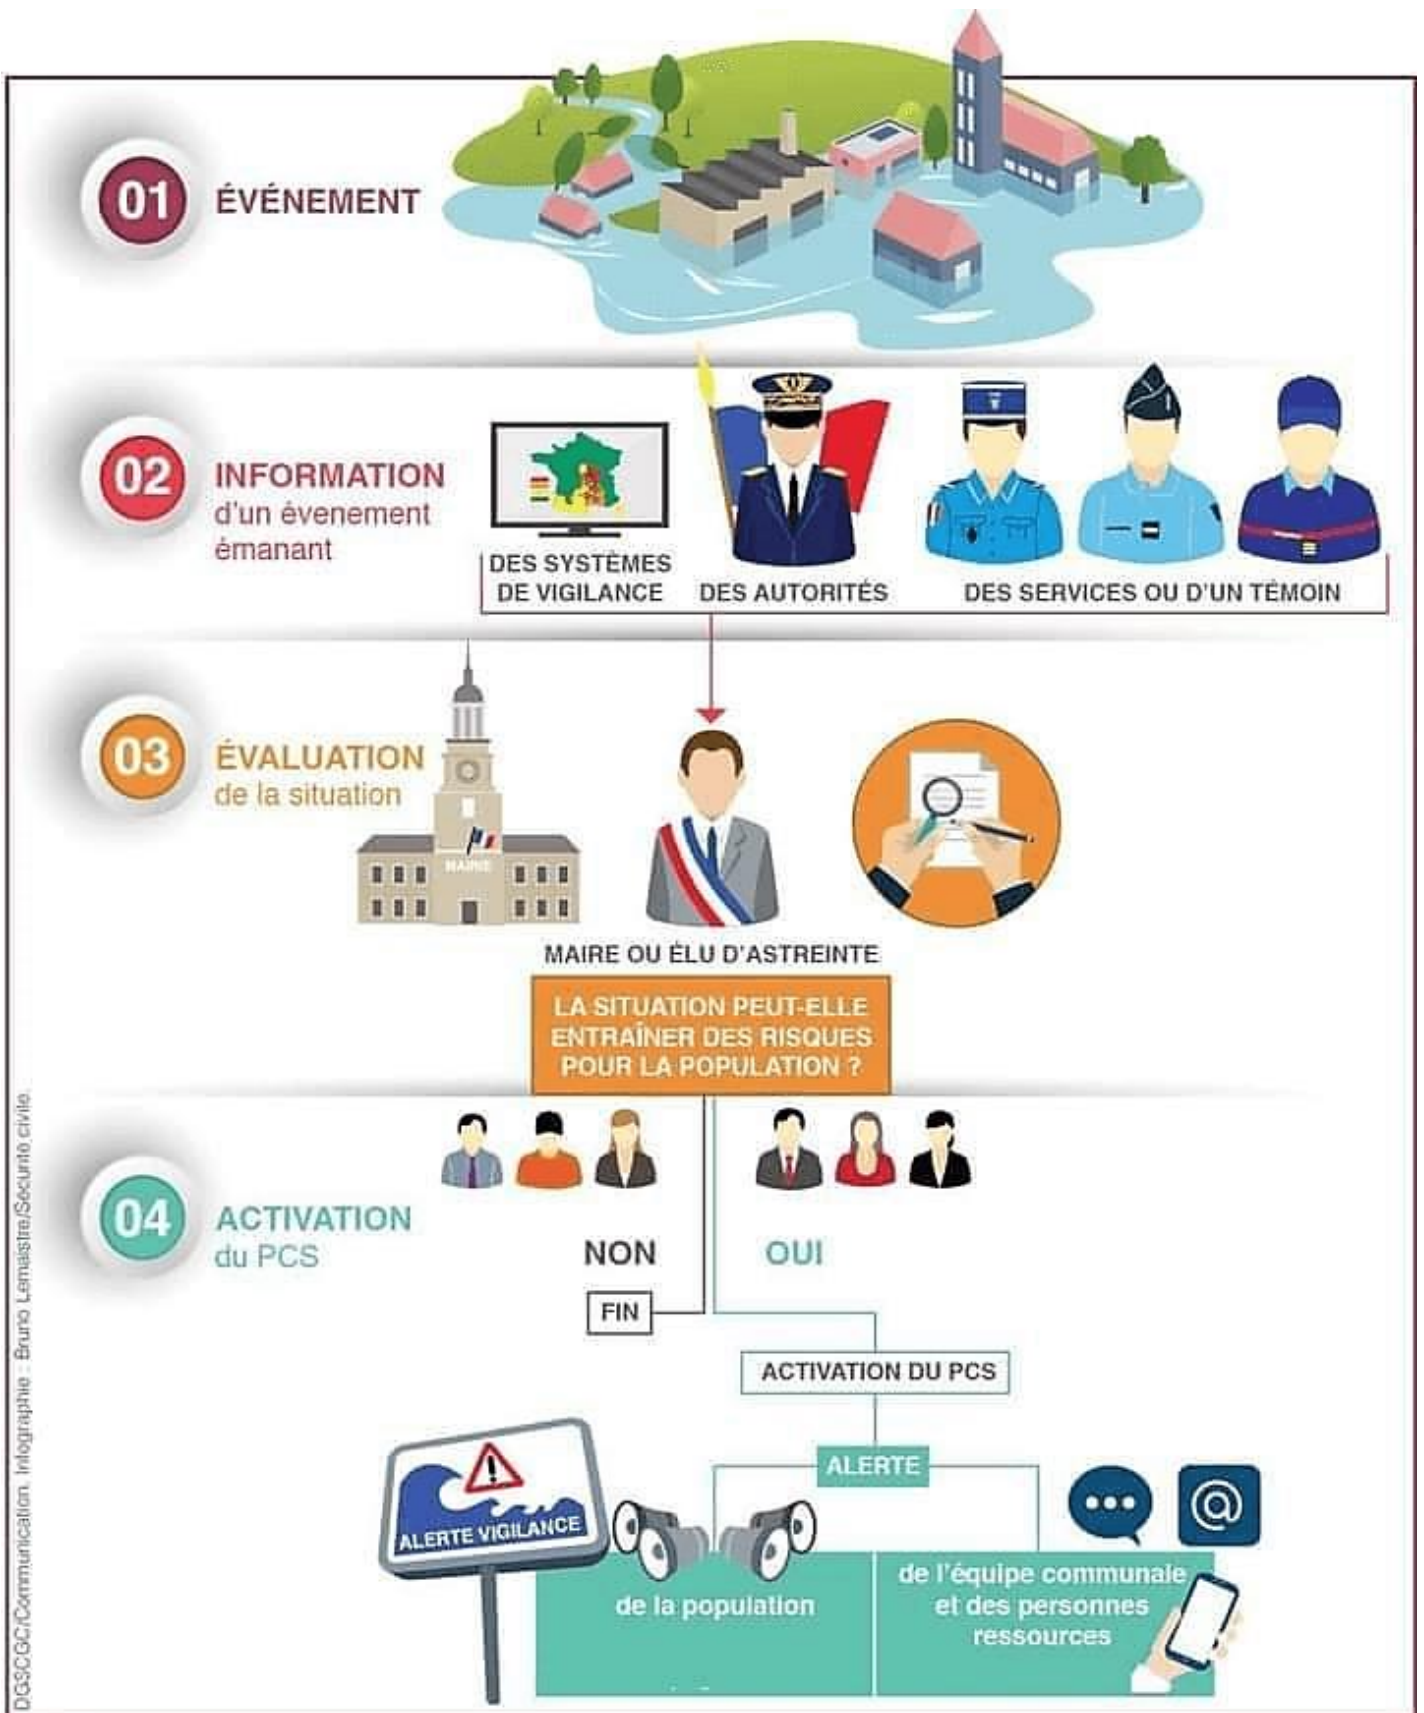 01
ÉVÉNEMENT
02
INFORMATION
d'un évenement
émanant
DES SYSTÈMES
DE VIGILANCE
DES AUTORITÉS
DES SERVICES OU D'UN TÉMOIN
03
ÉVALUATION
de la situation
MAIRIE
MAIRE OU ÉLU D'ASTREINTE
LA SITUATION PEUT-ELLE
ENTRAÎNER DES RISQUES
POUR LA POPULATION ?
04
ACTIVATION
du PCS
NON
OUI
FIN
ACTIVATION DU PCS
ALERTE
ALERTE VIGILANCE
@
de la population
de l'équipe communale
et des personnes
ressources
DGSCGC/Communication. Infographie : Bruno Lemaistre/Sécurité civile.